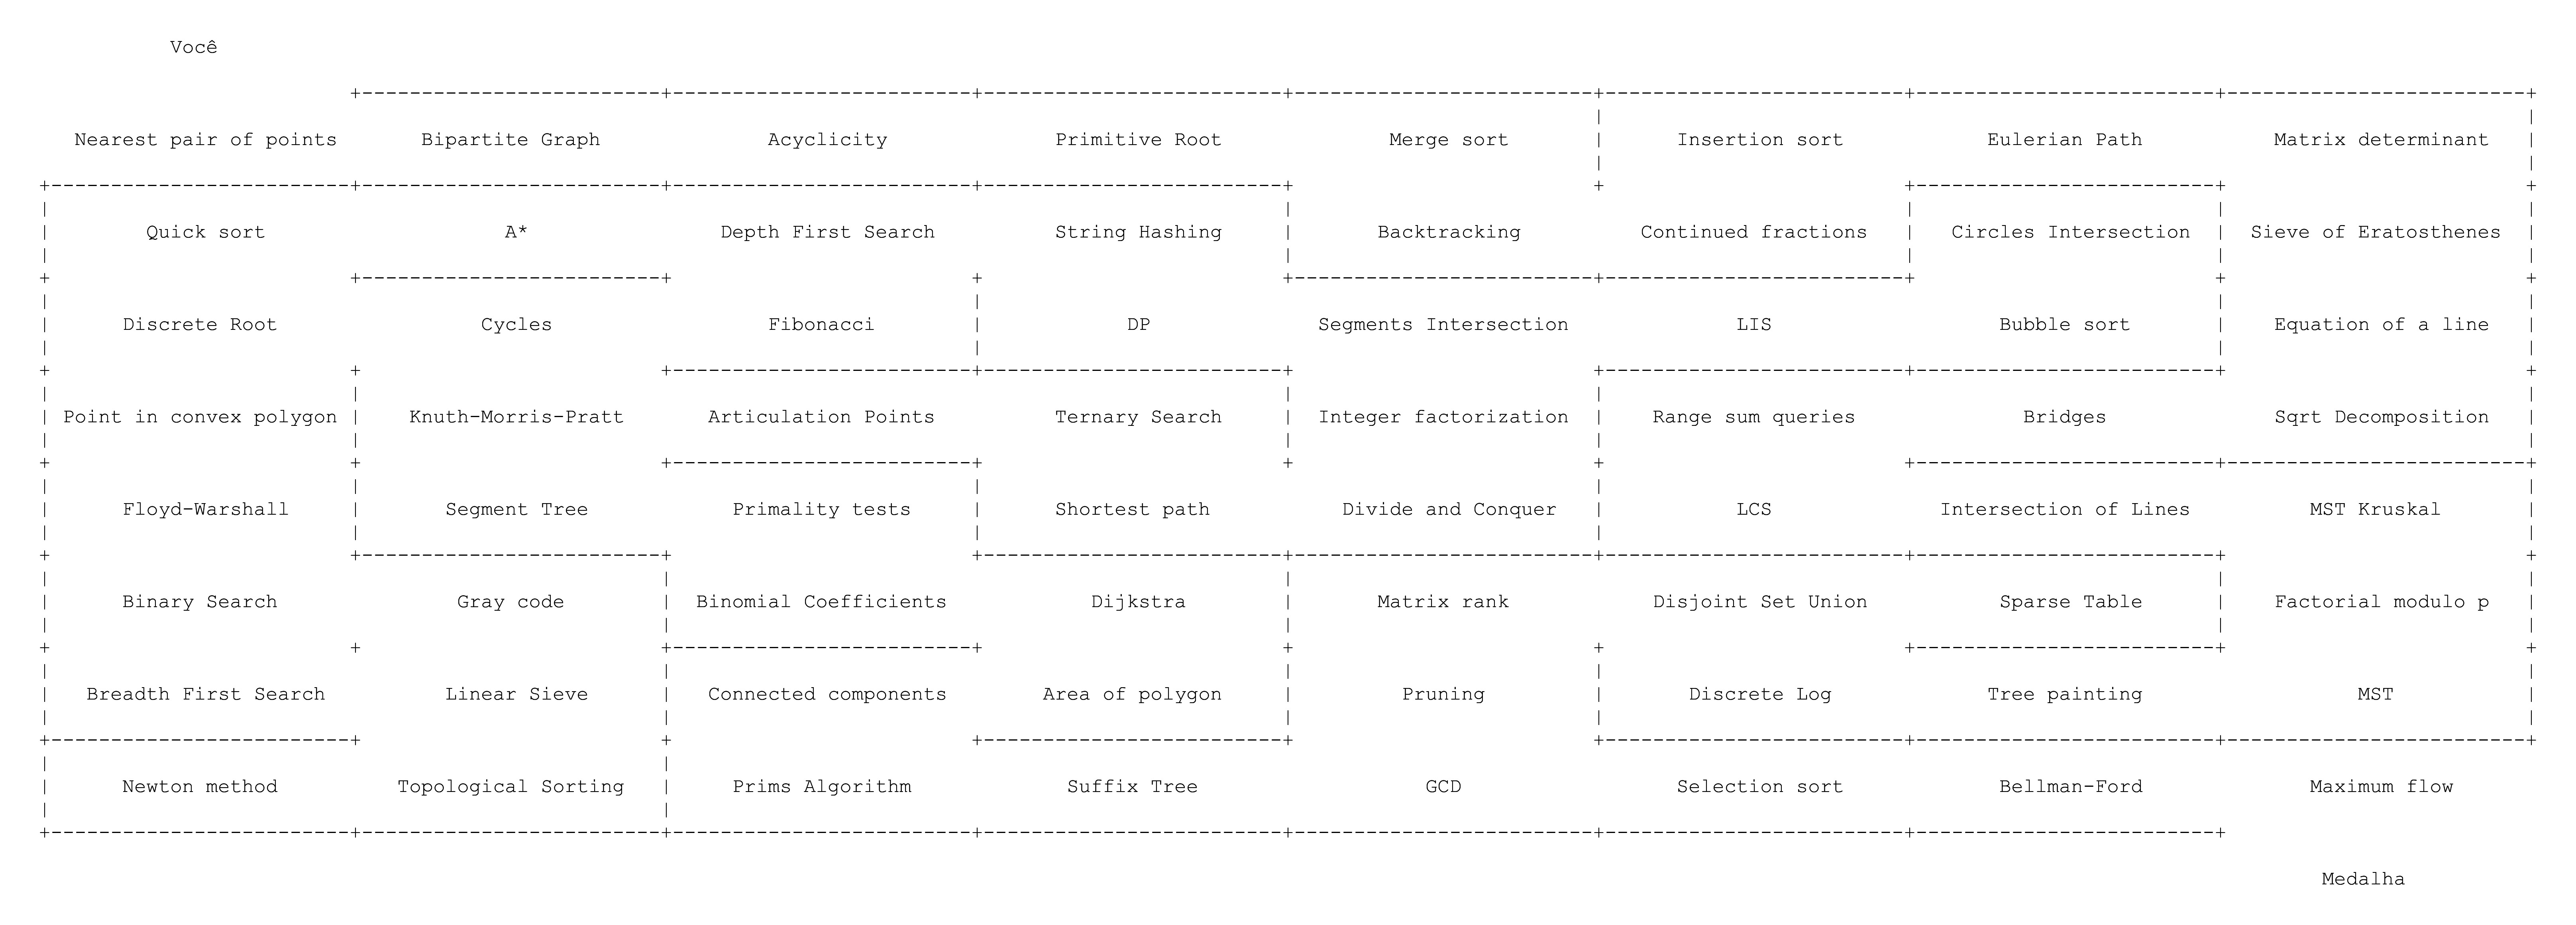 Você
Nearest pair of points Bipartite Graph Acyclicity Primitive Root Merge sort Insertion sort Eulerian Path Matrix determinant
Quick sort A* Depth First Search String Hashing Backtracking Continued fractions Circles Intersection Sieve of Eratosthenes
Discrete Root Cycles Fibonacci DP Segments Intersection LIS Bubble sort Equation of a line
Point in convex polygon Knuth-Morris-Pratt Articulation Points Ternary Search Integer factorization Range sum queries Bridges Sqrt Decomposition
Floyd-Warshall Segment Tree Primality tests Shortest path Divide and Conquer LCS Intersection of Lines MST Kruskal
Binary Search Gray code Binomial Coefficients Dijkstra Matrix rank Disjoint Set Union Sparse Table Factorial modulo p
Breadth First Search Linear Sieve Connected components Area of polygon Pruning Discrete Log Tree painting MST
Newton method Topological Sorting Prims Algorithm Suffix Tree GCD Selection sort Bellman-Ford Maximum flow
Medalha